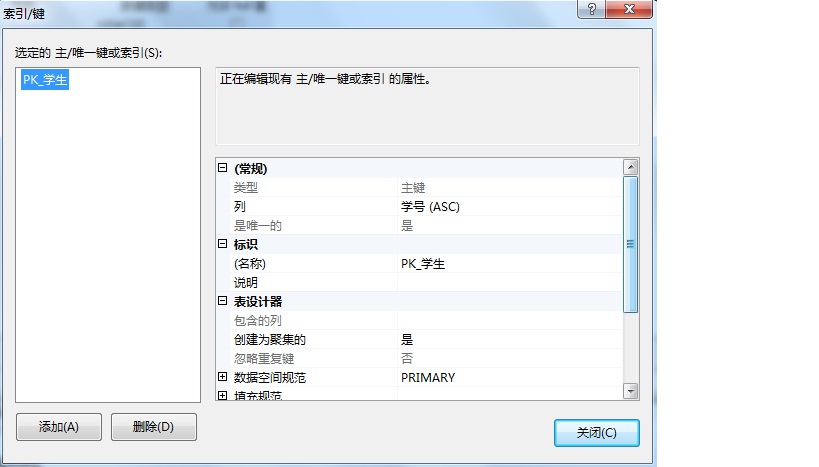 索引/键
选定的 主/唯一键或索引(S):
PK_学生
正在编辑现有 主/唯一键或索引 的属性。
(常规)
类型 主键
列 学号 (ASC)
是唯一的 是
标识
(名称) PK_学生
说明
表设计器
包含的列
创建为聚集的 是
忽略重复键 否
数据空间规范 PRIMARY
填充规范
添加(A) 删除(D)
关闭(C)